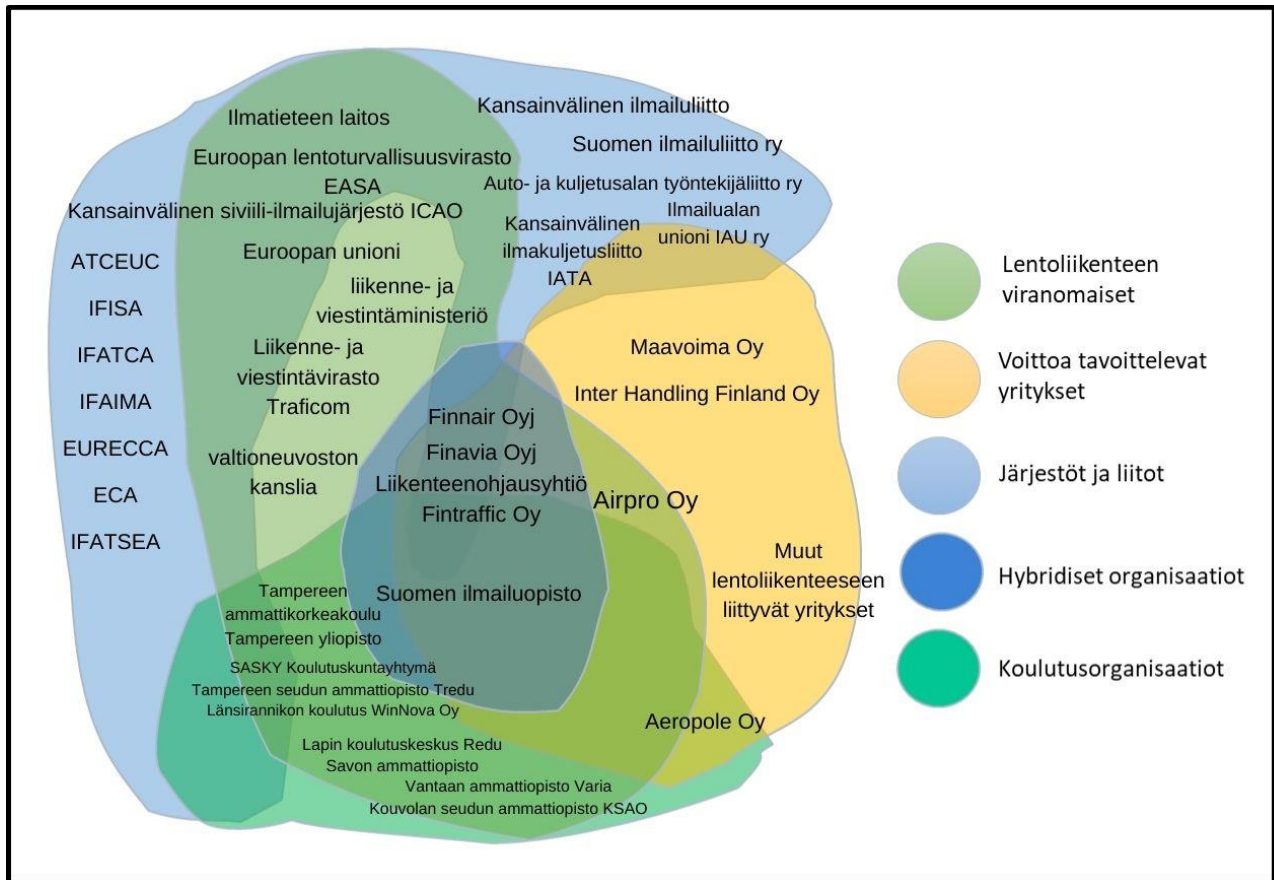 Kansainvälinen ilmailuliitto
Ilmatieteen laitos
Suomen ilmailuliitto ry
Euroopan lentoturvallisuusvirasto
EASA
Auto- ja kuljetusalan työntekijäliitto ry
Kansainvälinen siviili-ilmailujärjestö ICAO
Ilmailualan
unioni IAU ry
Kansainvälinen
ilmakuljetusliitto
IATA
Euroopan unioni
ATCEUC
IFISA
IFATCA
IFAIMA
EURECCA
ECA
IFATSEA
liikenne- ja
viestintäministeriö
Liikenne- ja
viestintävirasto
Traficom
valtioneuvoston
kanslia
Maavoima Oy
Inter Handling Finland Oy
Finnair Oyj
Finavia Oyj
Liikenteenohjausyhtiö
Fintraffic Oy
Airpro Oy
Muut
lentoliikenteeseen
liittyvät yritykset
Suomen ilmailuopisto
Tampereen
ammattikorkeakoulu
Tampereen yliopisto
SASKY Koulutuskuntayhtymä
Tampereen seudun ammattiopisto Tredu
Länsirannikon koulutus WinNova Oy
Aeropole Oy
Lapin koulutuskeskus Redu
Savon ammattiopisto
Vantaan ammattiopisto Varia
Kouvolan seudun ammattiopisto KSAO
Lentoliikenteen
viranomaiset
Voittoa tavoittelevat
yritykset
Järjestöt ja liitot
Hybridiset organisaatiot
Koulutusorganisaatiot